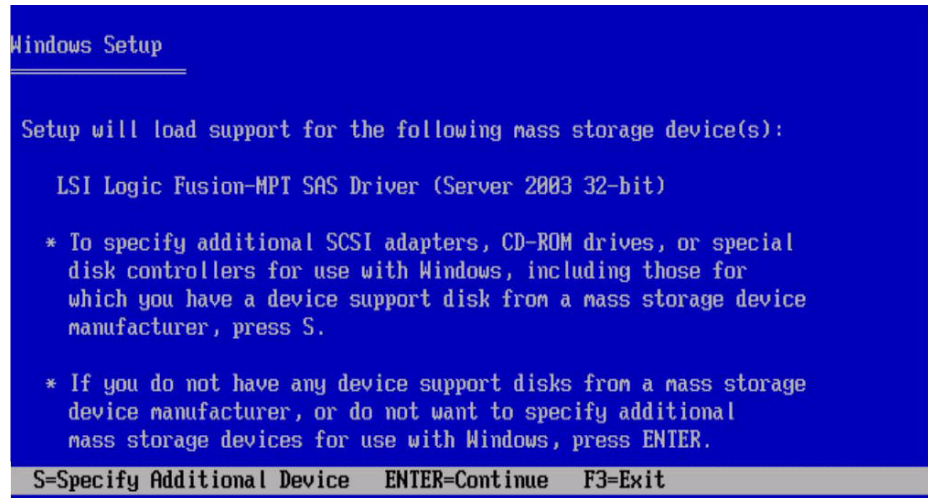 Windows Setup
Setup will load support for the following mass storage device(s):
LSI Logic Fusion-MPT SAS Driver (Server 2003 32-bit)
* To specify additional SCSI adapters, CD-ROM drives, or special
disk controllers for use with Windows, including those for
which you have a device support disk from a mass storage device
manufacturer, press S.
* If you do not have any device support disks from a mass storage
device manufacturer, or do not want to specify additional
mass storage devices for use with Windows, press ENTER.
S=Specify Additional Device ENTER=Continue F3=Exit